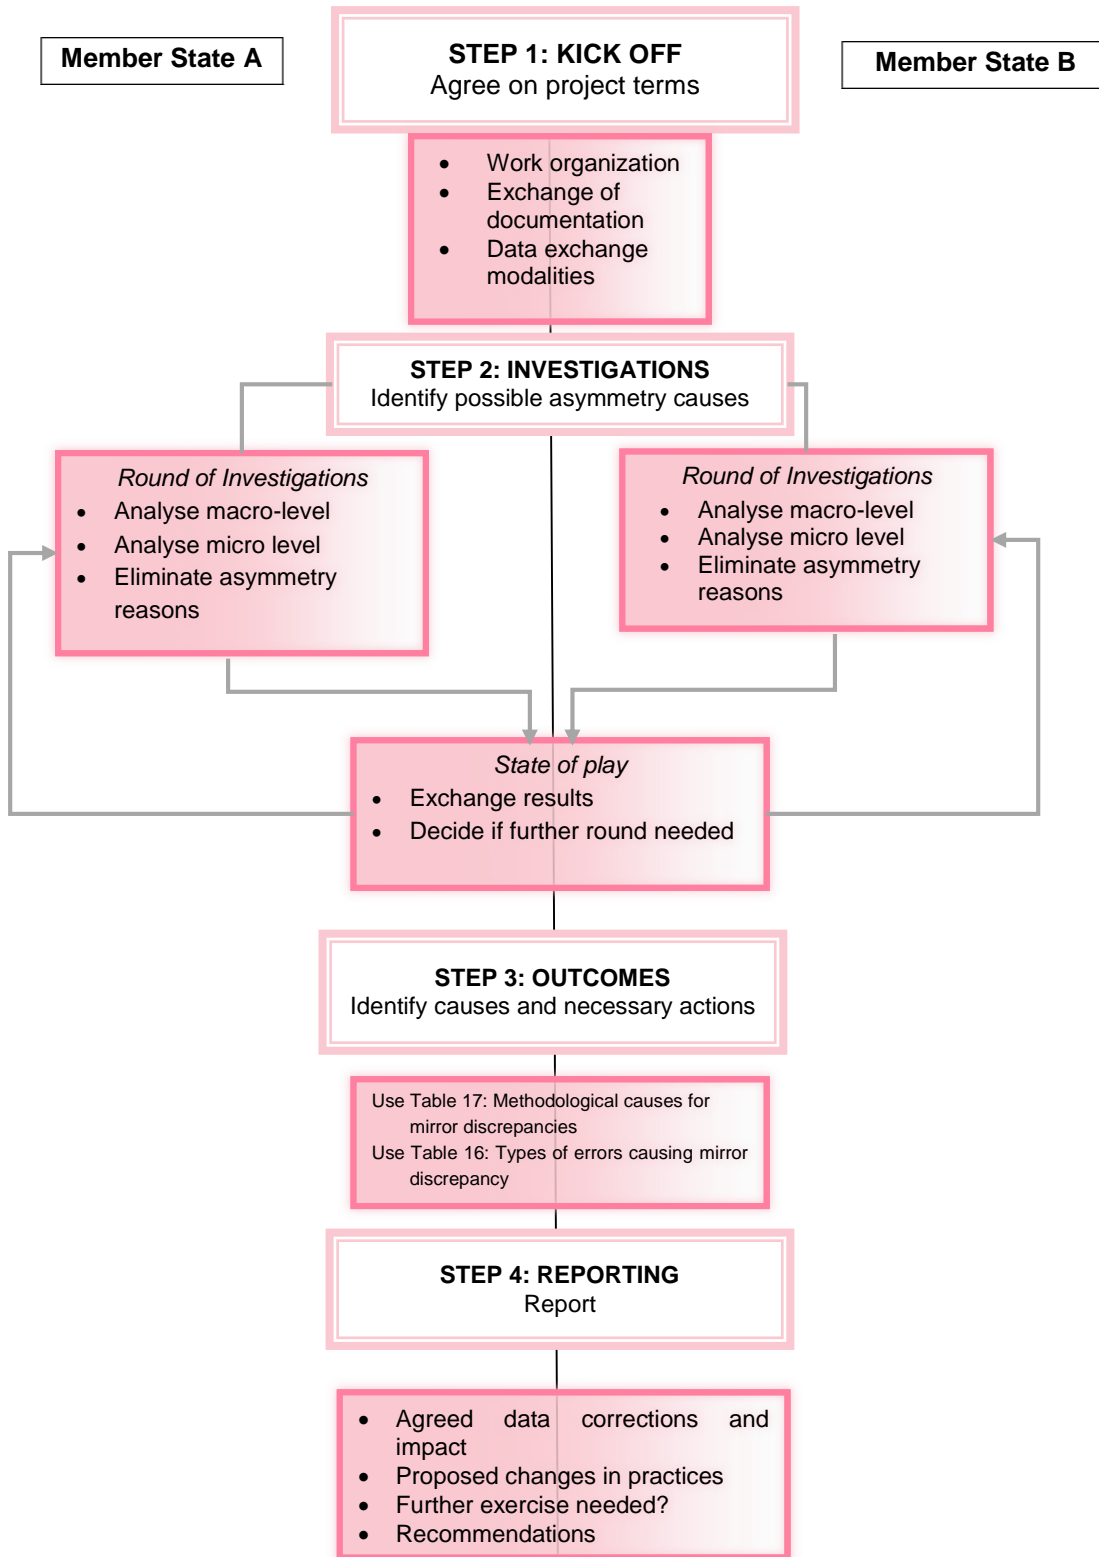 Member State A
STEP 1: KICK OFF
Agree on project terms
Member State B
• Work organization
• Exchange of
documentation
• Data exchange
modalities
STEP 2: INVESTIGATIONS
Identify possible asymmetry causes
Round of Investigations
• Analyse macro-level
• Analyse micro level
• Eliminate asymmetry
reasons
Round of Investigations
• Analyse macro-level
• Analyse micro level
• Eliminate asymmetry
reasons
State of play
• Exchange results
• Decide if further round needed
STEP 3: OUTCOMES
Identify causes and necessary actions
Use Table 17: Methodological causes for
mirror discrepancies
Use Table 16: Types of errors causing mirror
discrepancy
STEP 4: REPORTING
Report
• Agreed data corrections and
impact
• Proposed changes in practices
• Further exercise needed?
• Recommendations